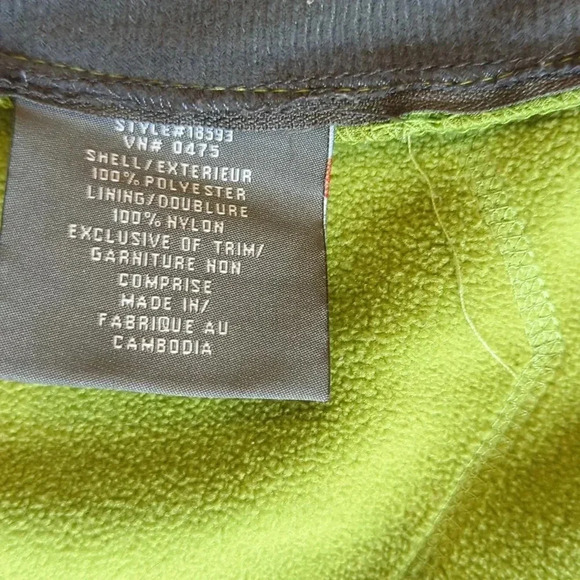 STYLE#18593
VN# 0475
SHELL/EXTERIEUR
100% POLYESTER
LINING/DOUBLURE
100% NYLON
EXCLUSIVE OF TRIM/
GARNITURE NON
COMPRISE
MADE IN/
FABRIQUE AU
CAMBODIA